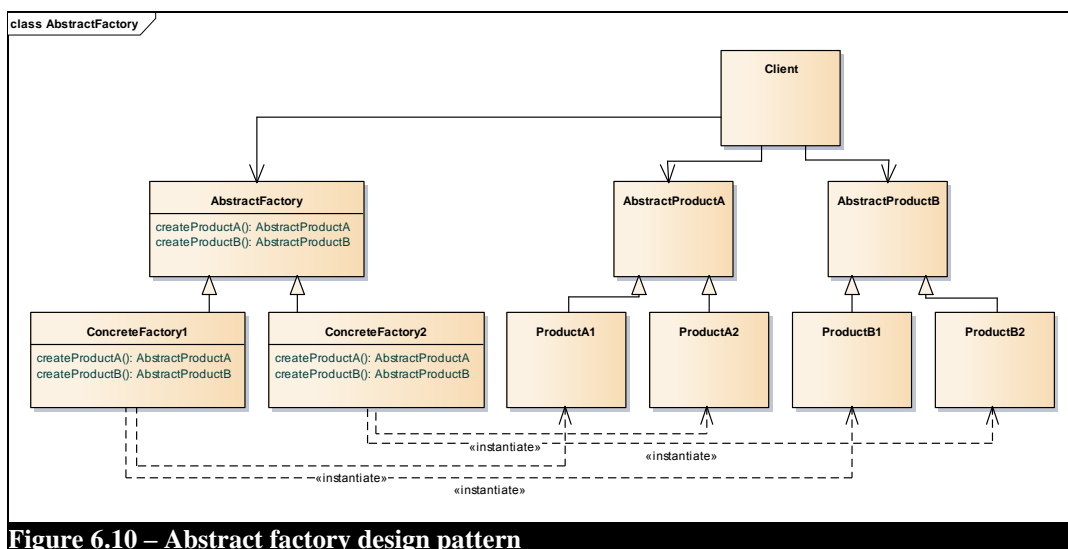 class AbstractFactory
Client
AbstractFactory
createProductA(): AbstractProductA
createProductB(): AbstractProductB
AbstractProductA
AbstractProductB
ConcreteFactory1
createProductA(): AbstractProductA
createProductB(): AbstractProductB
ConcreteFactory2
createProductA(): AbstractProductA
createProductB(): AbstractProductB
ProductA1
ProductA2
ProductB1
ProductB2
«instantiate»
«instantiate»
«instantiate»
«instantiate»
Figure 6.10 – Abstract factory design pattern